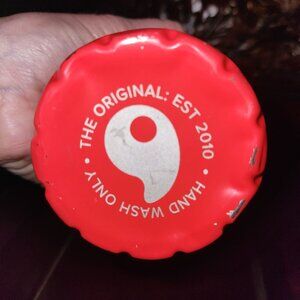 • THE ORIGINAL: EST 2010
• HAND WASH ONLY